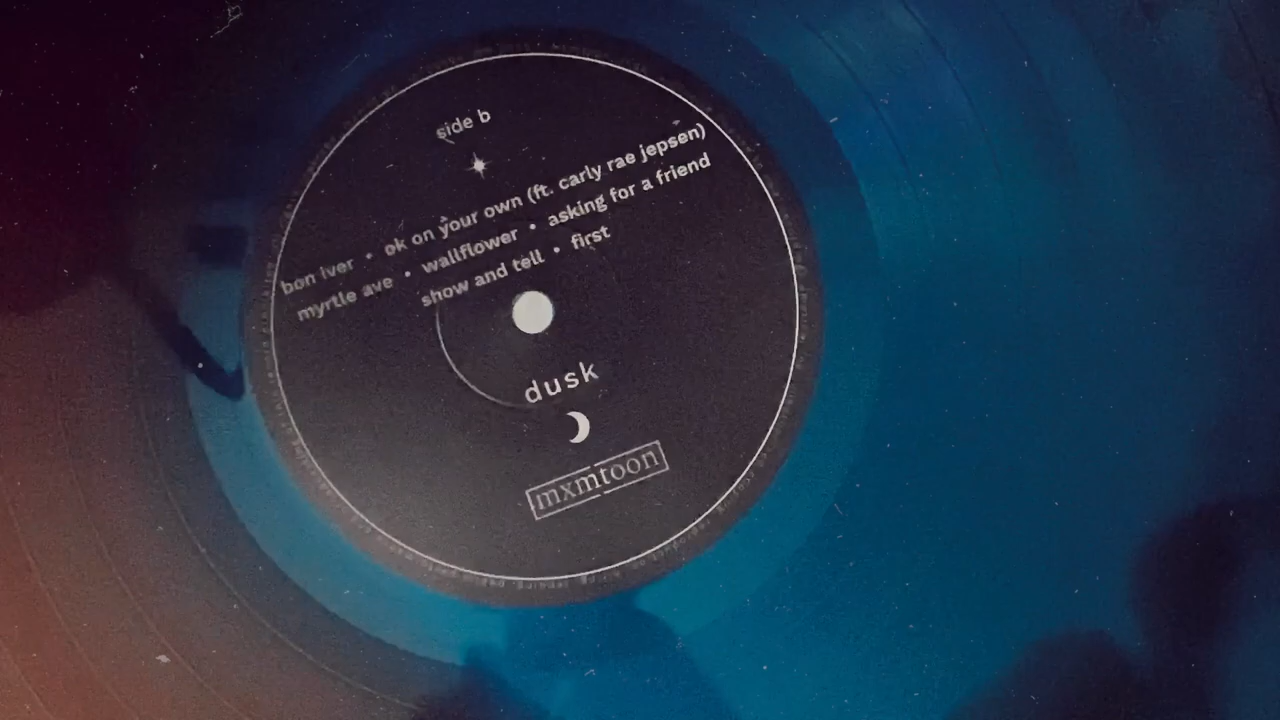 side b
bon iver • ok on your own (ft. carly rae jepsen)
myrtle ave • wallflower • asking for a friend
show and tell • first
dusk
mxmtoon